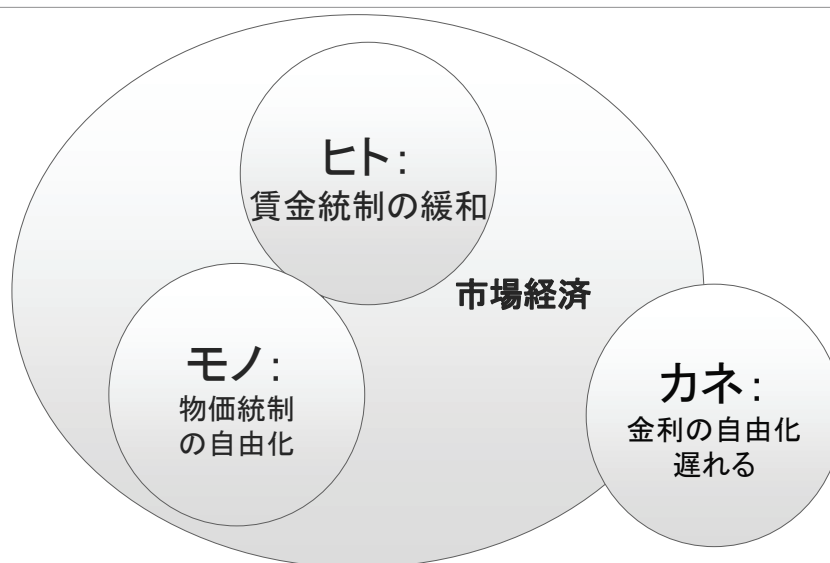 ヒト：
賃金統制の緩和
市場経済
モノ：
物価統制
の自由化
カネ：
金利の自由化
遅れる